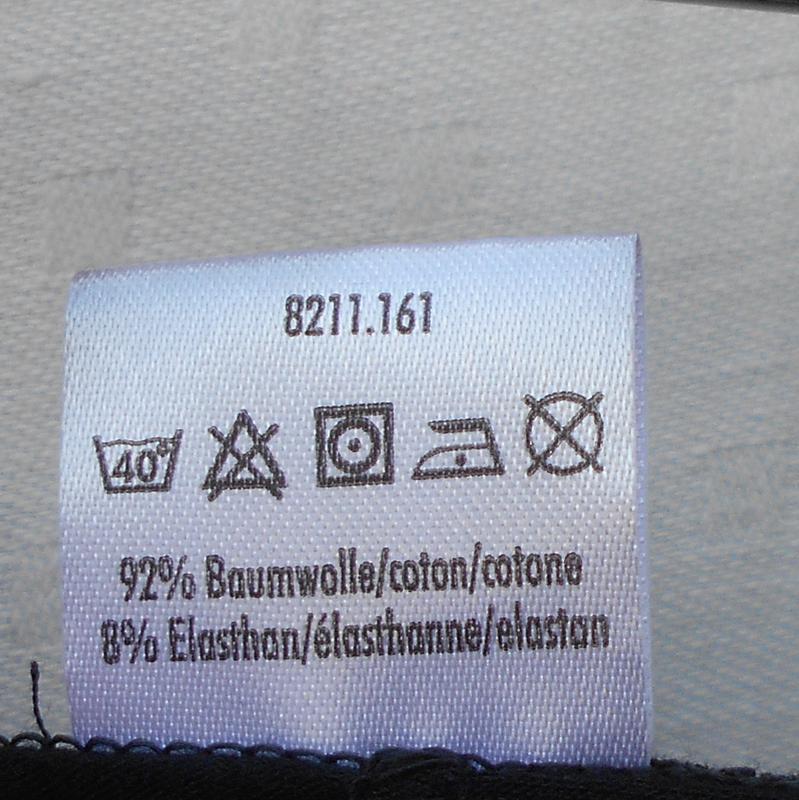 8211.161
40°
92% Baumwolle/coton/cotone
8% Elasthan/élasthanne/elastan